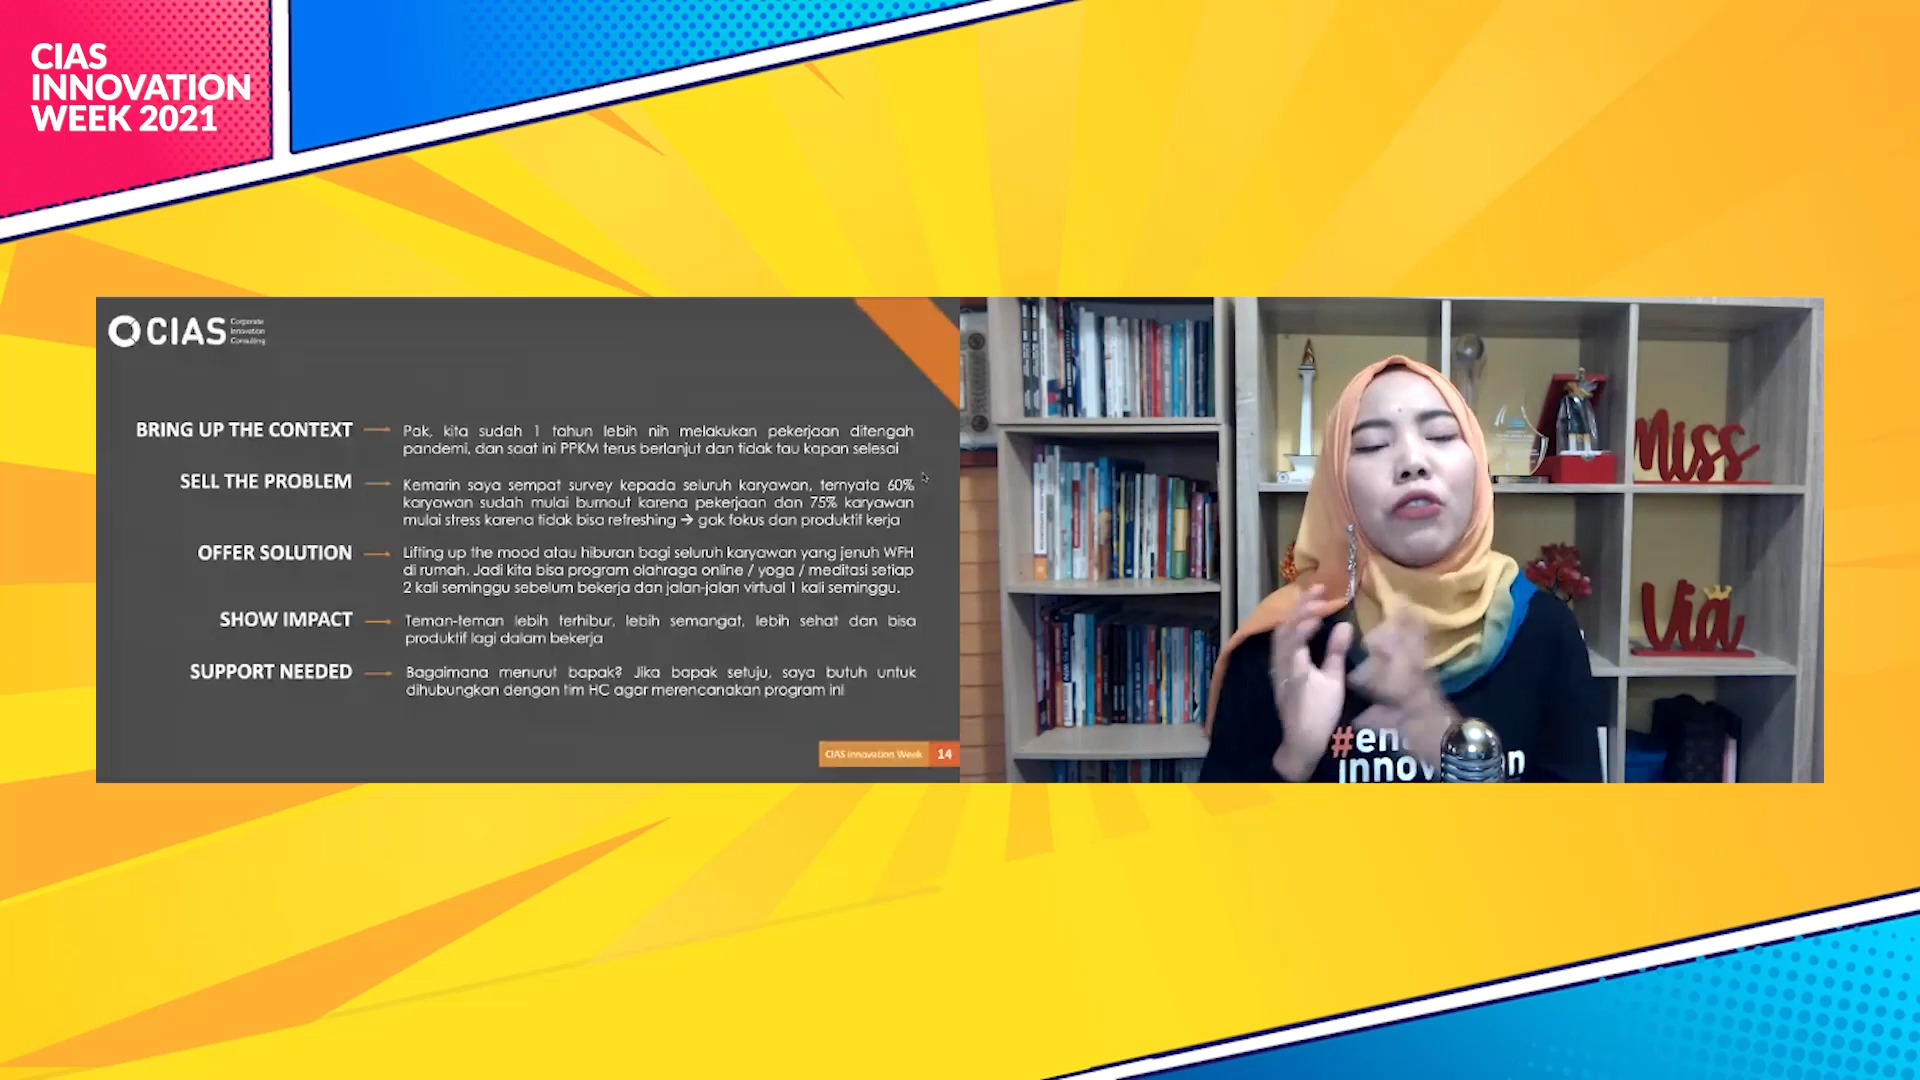 CIAS
INNOVATION
WEEK 2021
CIAS Corporate
Innovation
Consulting
BRING UP THE CONTEXT
Pak, kita sudah 1 tahun lebih nih melakukan pekerjaan ditengah
pandemi, dan saat ini PPKM terus berlanjut dan tidak tau kapan selesai
SELL THE PROBLEM
Kemarin saya sempat survey kepada seluruh karyawan, ternyata 60%
karyawan sudah mulai burnout karena pekerjaan dan 75% karyawan
mulai stress karena tidak bisa refreshing → gak fokus dan produktif kerja
OFFER SOLUTION
Lifting up the mood atau hiburan bagi seluruh karyawan yang jenuh WFH
di rumah. Jadi kita bisa program olahraga online / yoga / meditasi setiap
2 kali seminggu sebelum bekerja dan jalan-jalan virtual 1 kali seminggu.
SHOW IMPACT
Teman-teman lebih terhibur, lebih semangat, lebih sehat dan bisa
produktif lagi dalam bekerja
SUPPORT NEEDED
Bagaimana menurut bapak? Jika bapak setuju, saya butuh untuk
dihubungkan dengan tim HC agar merencanakan program ini
CIAS Innovation Week 14
Miss
Via